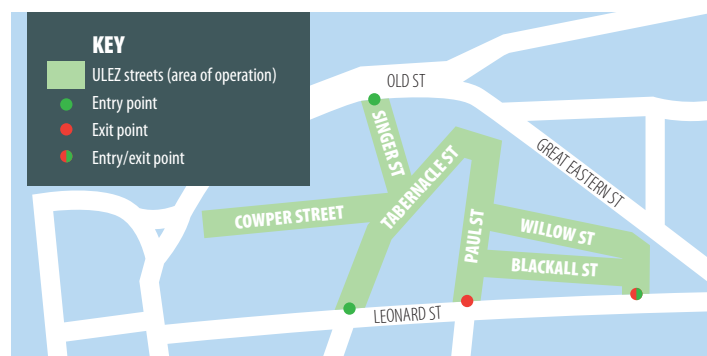 KEY
ULEZ streets (area of operation)
Entry point
Exit point
Entry/exit point
OLD ST
SINGER ST
TABERNACLE ST
GREAT EASTERN ST
COWPER STREET
PAUL ST
WILLOW ST
BLACKALL ST
LEONARD ST